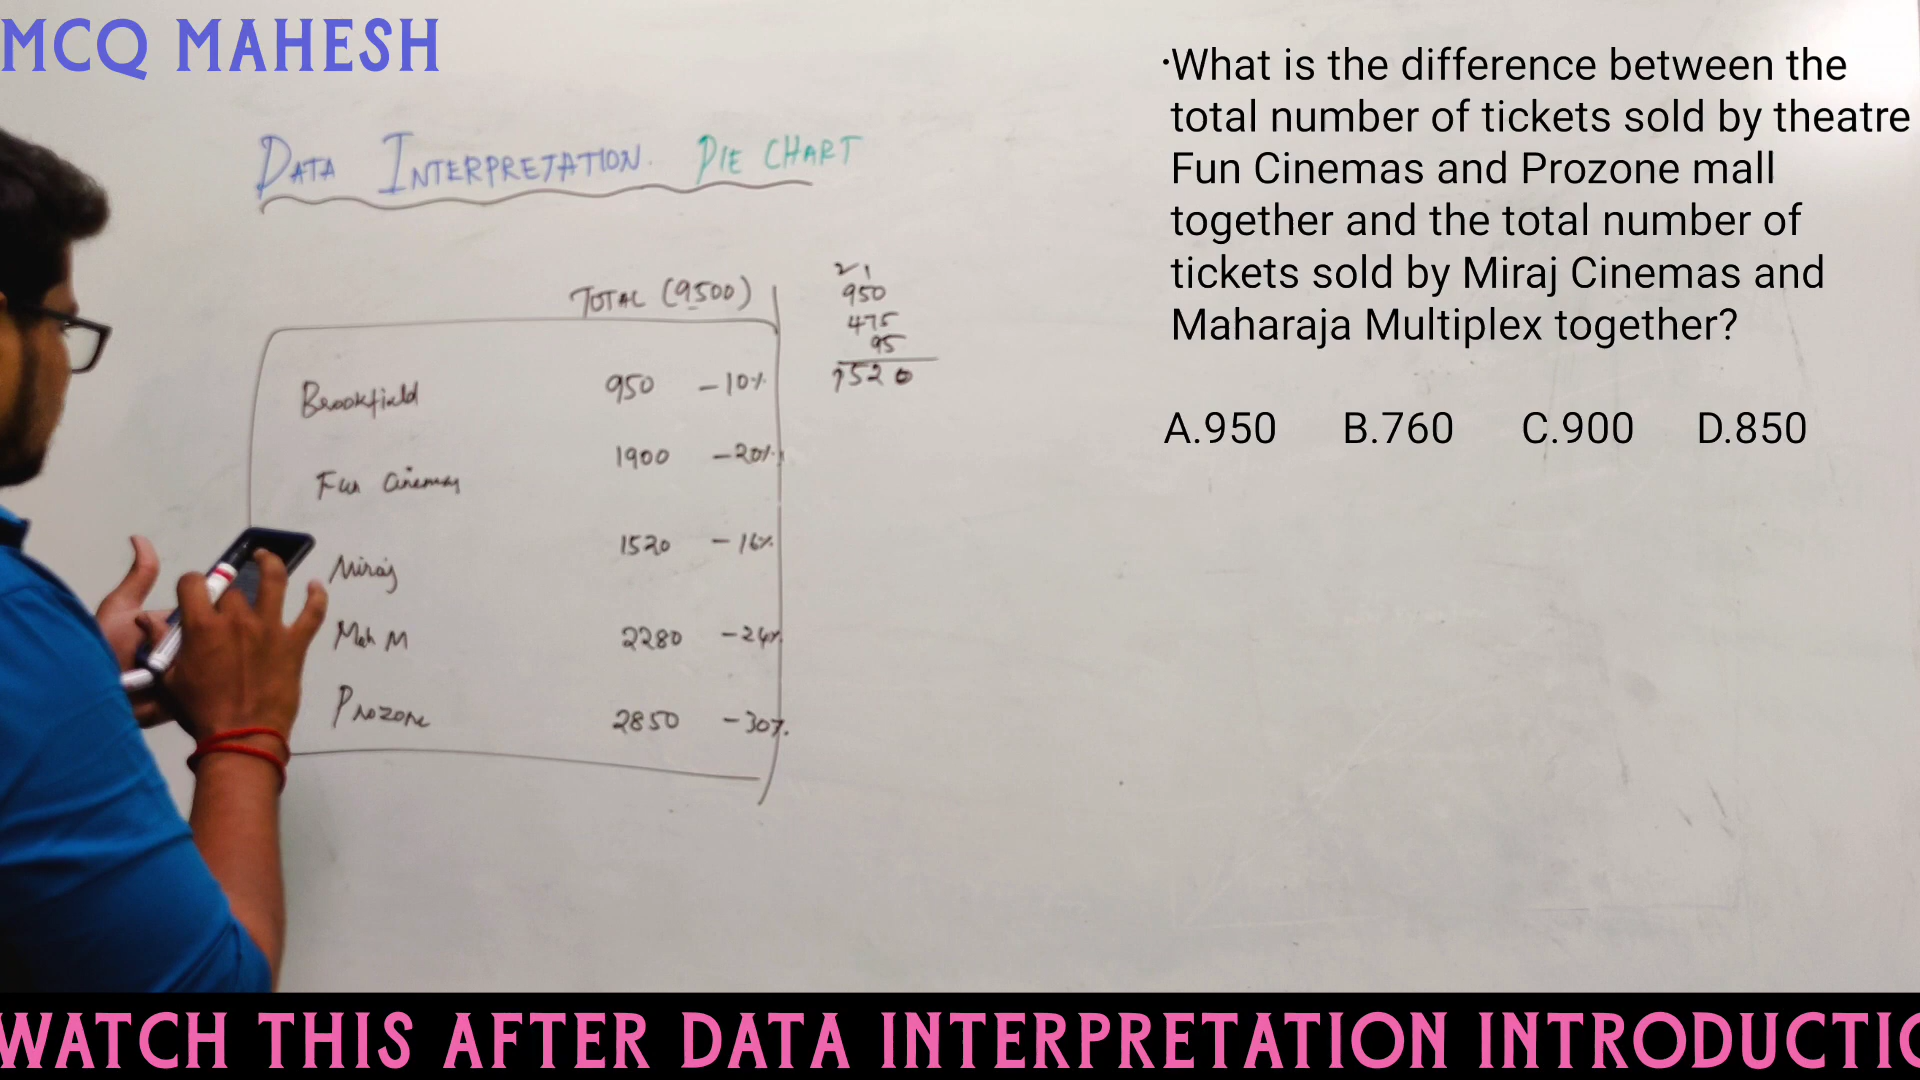 MCQ MAHESH
DATA INTERPRETATION. PIE CHART
·What is the difference between the
total number of tickets sold by theatre
Fun Cinemas and Prozone mall
together and the total number of
tickets sold by Miraj Cinemas and
Maharaja Multiplex together?
A.950 B.760 C.900 D.850
TOTAL (9500)
Brookfield 950 - 10%
Fun Cinemas 1900 - 20%
Miraj 1520 - 16%
Mah M 2280 - 24%
Prozone 2850 - 30%.
2 1
950
475
95
1520
WATCH THIS AFTER DATA INTERPRETATION INTRODUCTIO